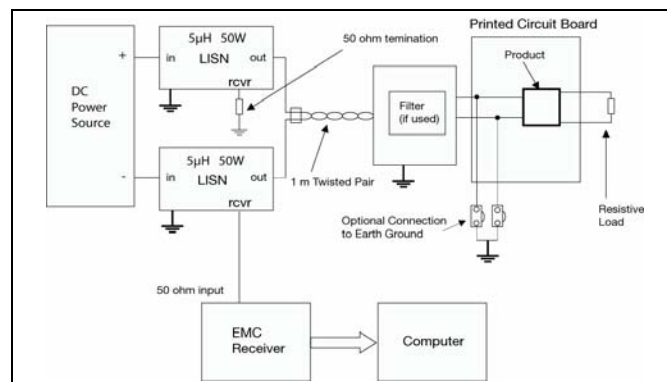 Printed Circuit Board
5µH 50W
LISN
in
out
rcvr
50 ohm temination
Product
+
DC
Power
Source
-
Filter
(if used)
5µH 50W
LISN
in
out
rcvr
1 m Twisted Pair
Optional Connection
to Earth Ground
Resistive
Load
50 ohm input
EMC
Receiver
Computer